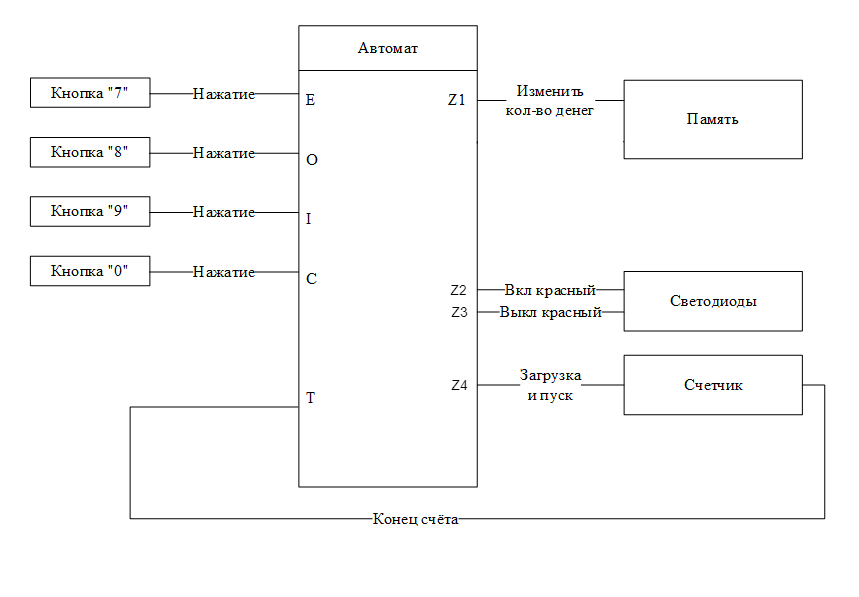 Автомат
Кнопка "7"
Нажатие
E
Z1
Изменить
кол-во денег
Память
Кнопка "8"
Нажатие
O
Кнопка "9"
Нажатие
I
Кнопка "0"
Нажатие
C
Z2
Вкл красный
Z3
Выкл красный
Светодиоды
Z4
Загрузка
и пуск
Счетчик
T
Конец счёта